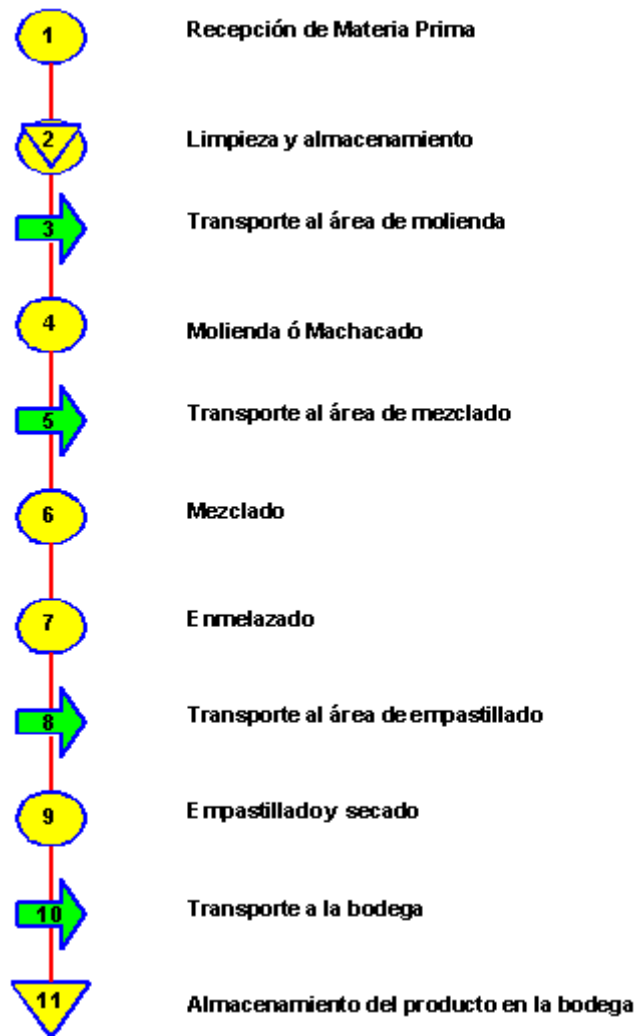 1 Recepción de Materia Prima
2 Limpieza y almacenamiento
3 Transporte al área de molienda
4 Molienda ó Machacado
5 Transporte al área de mezclado
6 Mezclado
7 Enmelazado
8 Transporte al área de empastillado
9 Empastillado y secado
10 Transporte a la bodega
11 Almacenamiento del producto en la bodega